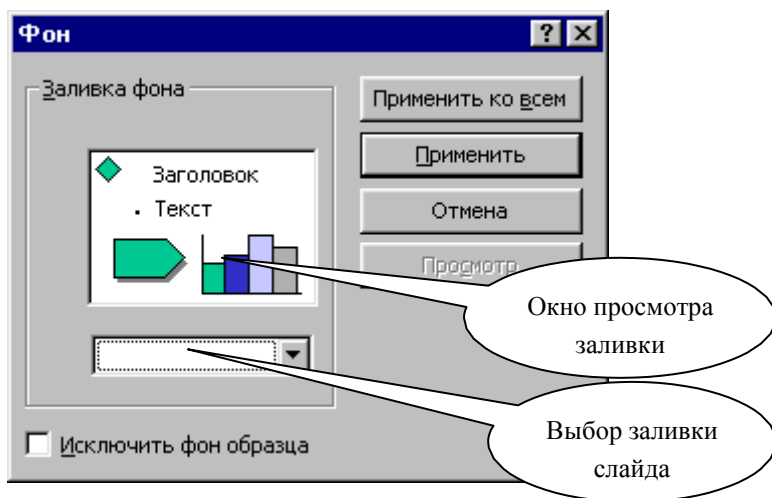 Фон
Заливка фона
Заголовок
. Текст
Применить ко всем
Применить
Отмена
Просмотр
Окно просмотра
заливки
Выбор заливки
слайда
Исключить фон образца